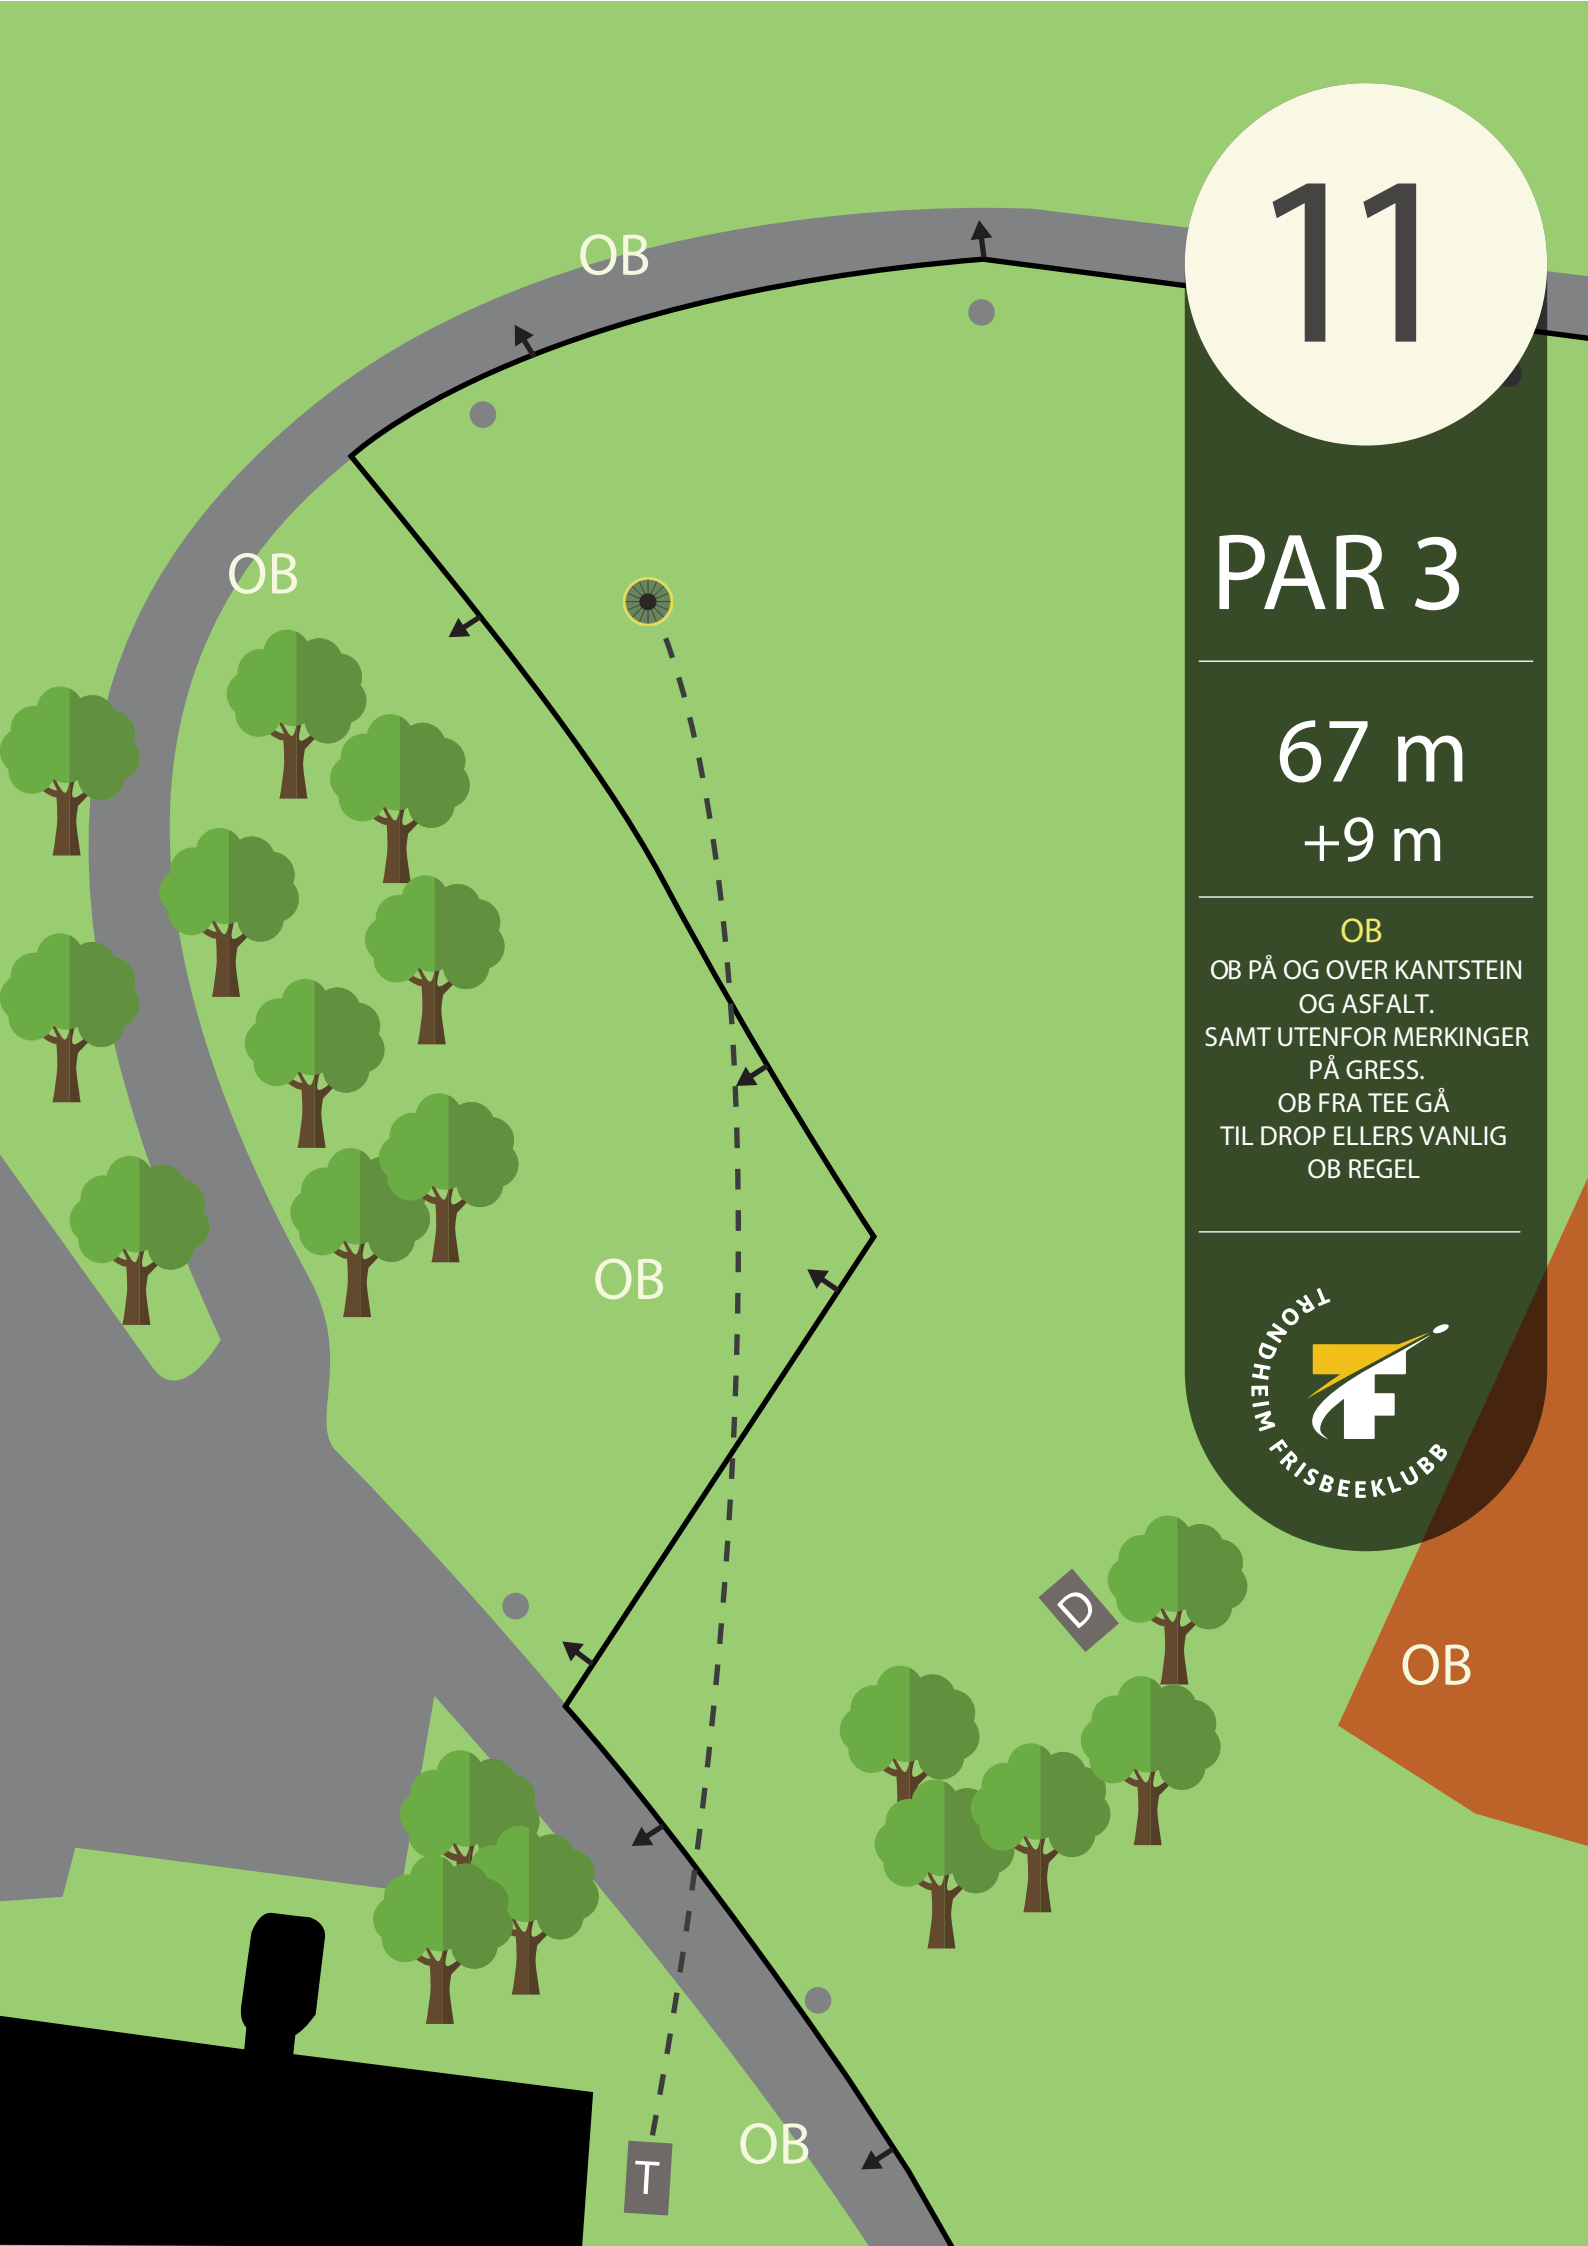 11
OB
PAR 3
OB
67 m
+9 m
OB
OB PÅ OG OVER KANTSTEIN
OG ASFALT.
SAMT UTENFOR MERKINGER
PÅ GRESS.
OB FRA TEE GÅ
TIL DROP ELLERS VANLIG
OB REGEL
OB
TRONDHEIM FRISBEEKLUBB
TF
D
OB
OB
T